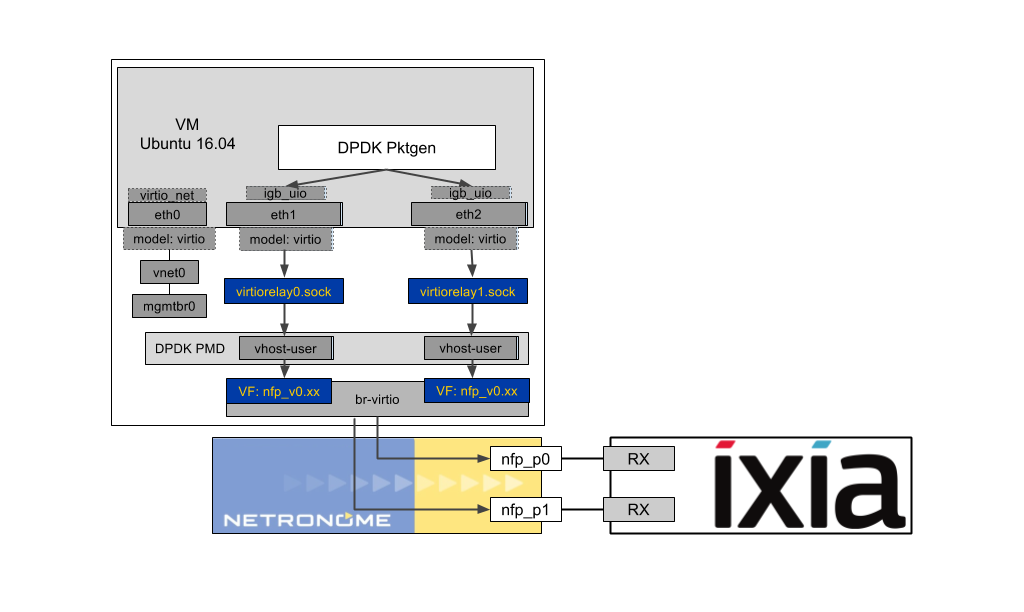 VM
Ubuntu 16.04
DPDK Pktgen
virtio_net
igb_uio
igb_uio
eth0
eth1
eth2
model: virtio
model: virtio
model: virtio
vnet0
virtiorelay0.sock
virtiorelay1.sock
mgmtbr0
DPDK PMD
vhost-user
vhost-user
VF: nfp_v0.xx
br-virtio
VF: nfp_v0.xx
nfp_p0
RX
nfp_p1
RX
NETRONOME
ixia